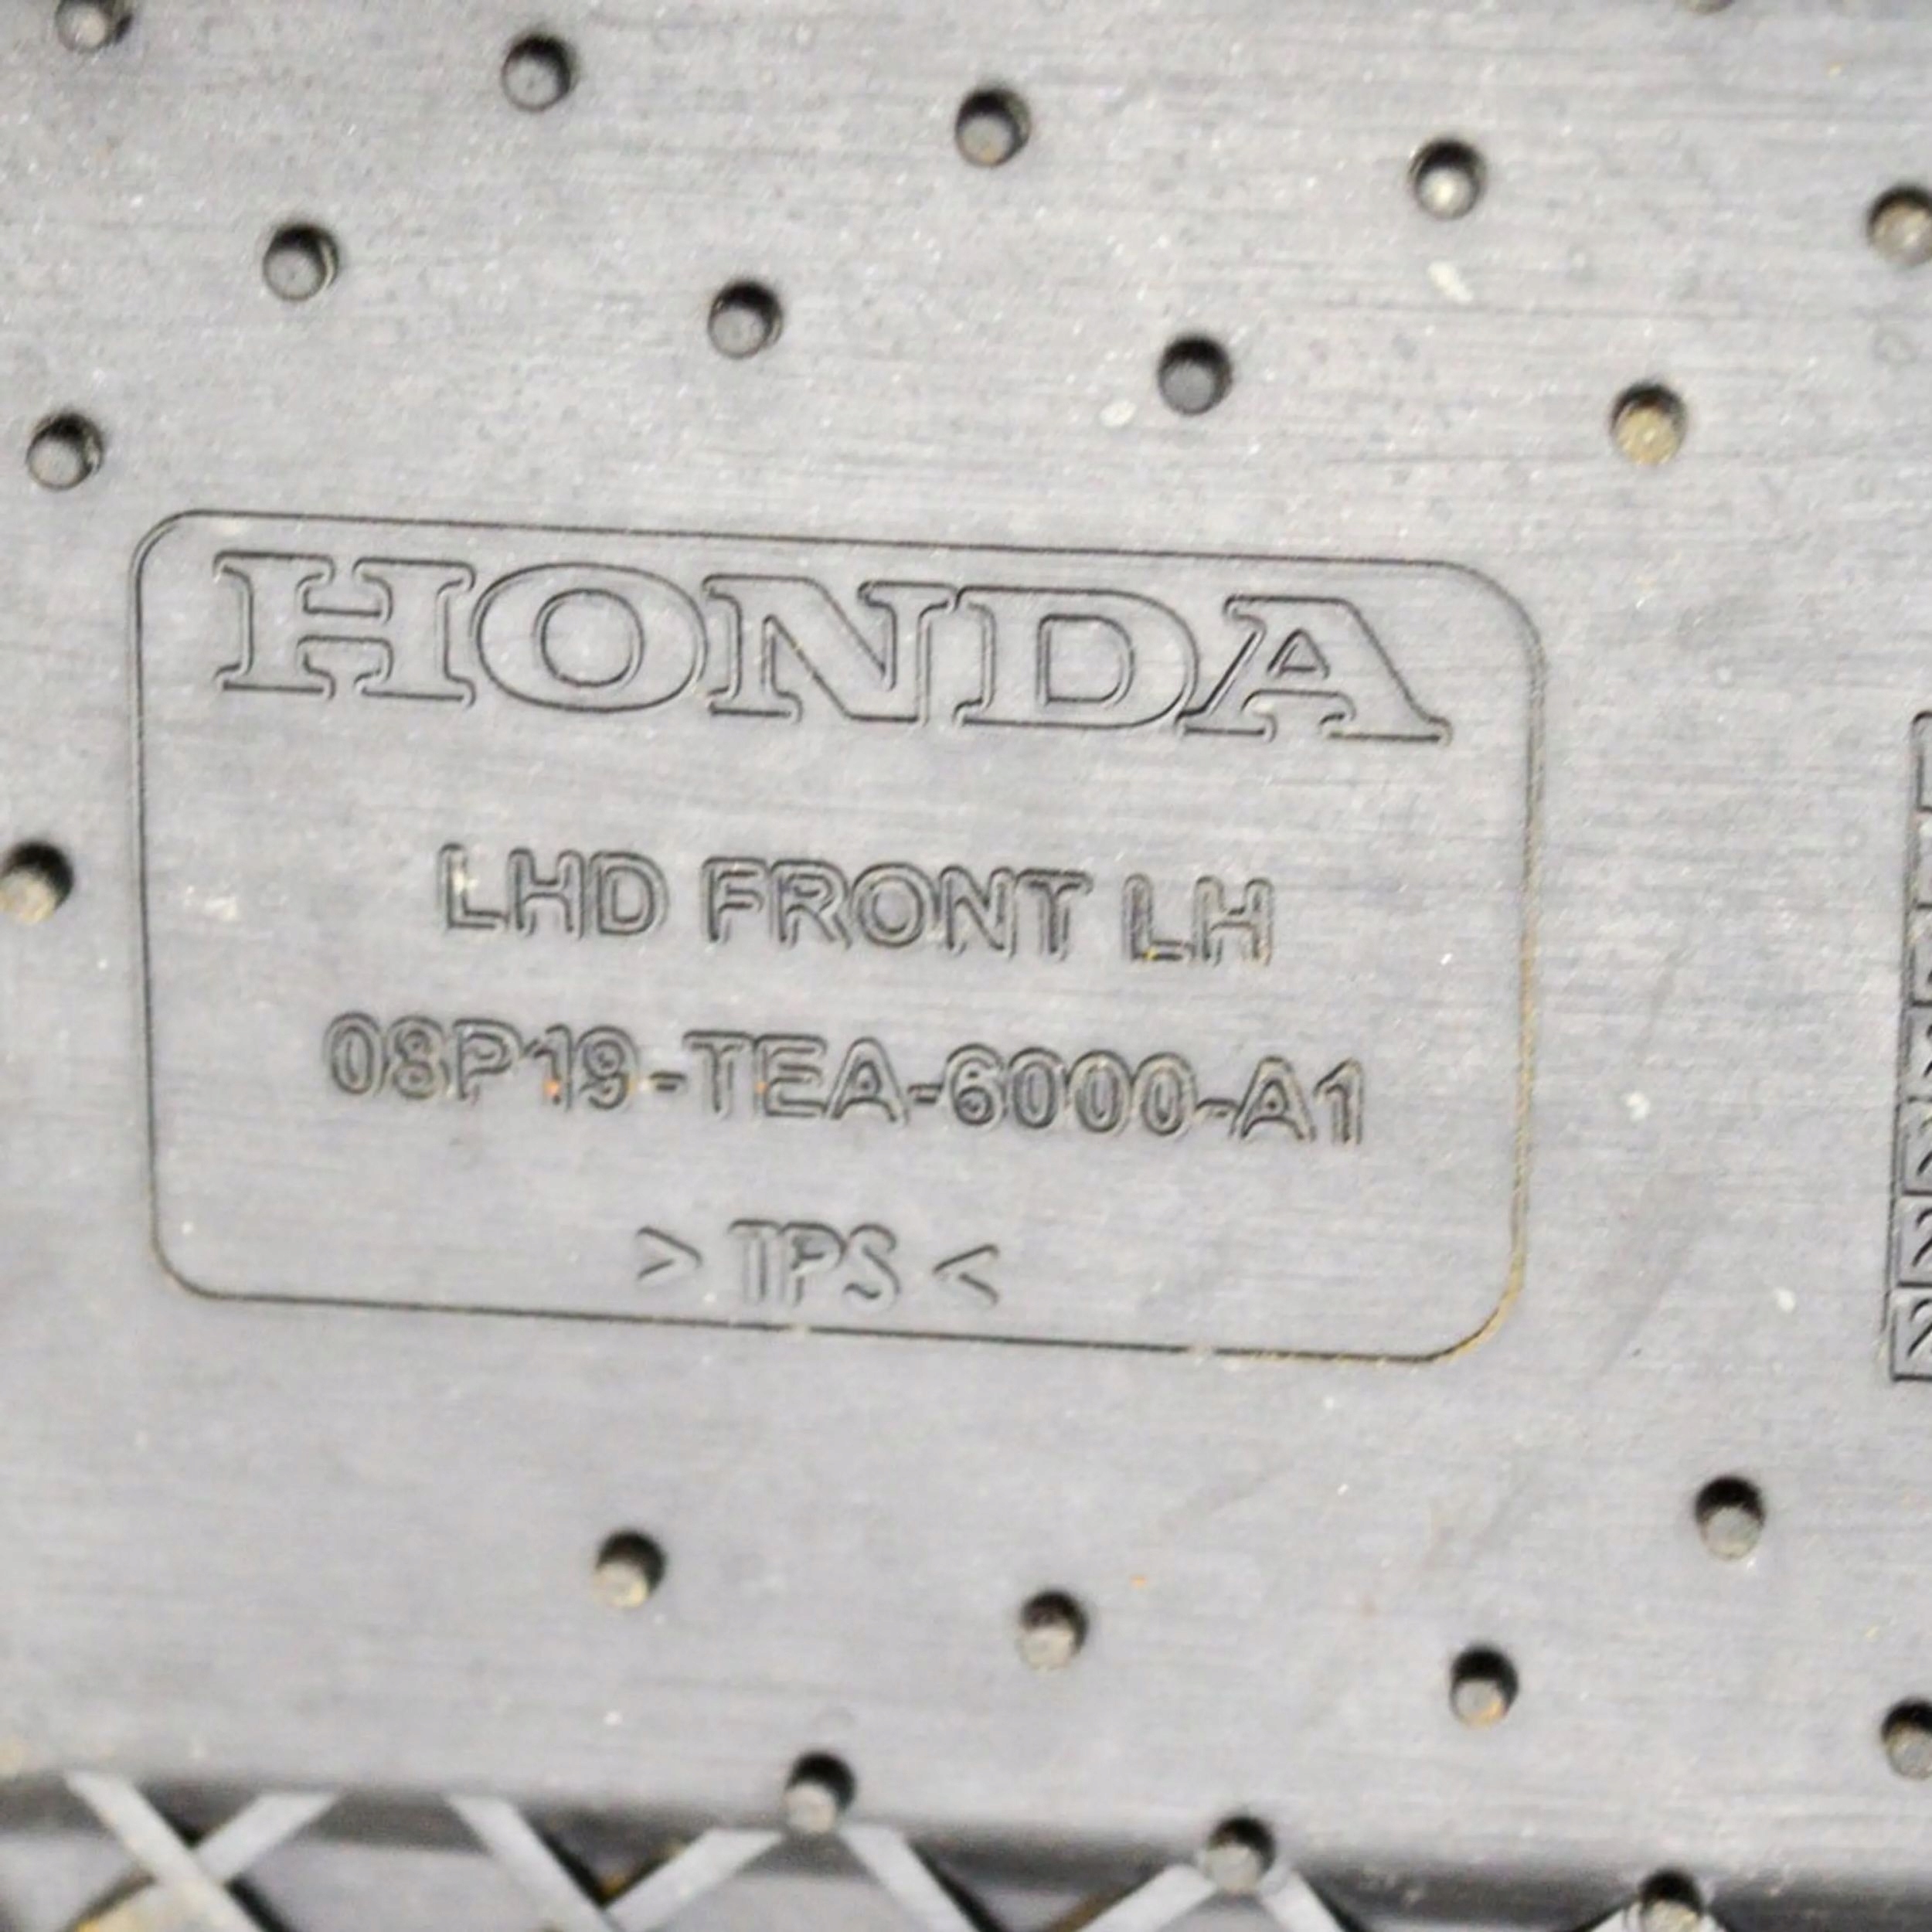 HONDA
LHD FRONT LH
08P19-TEA-6000-A1
> TPS <